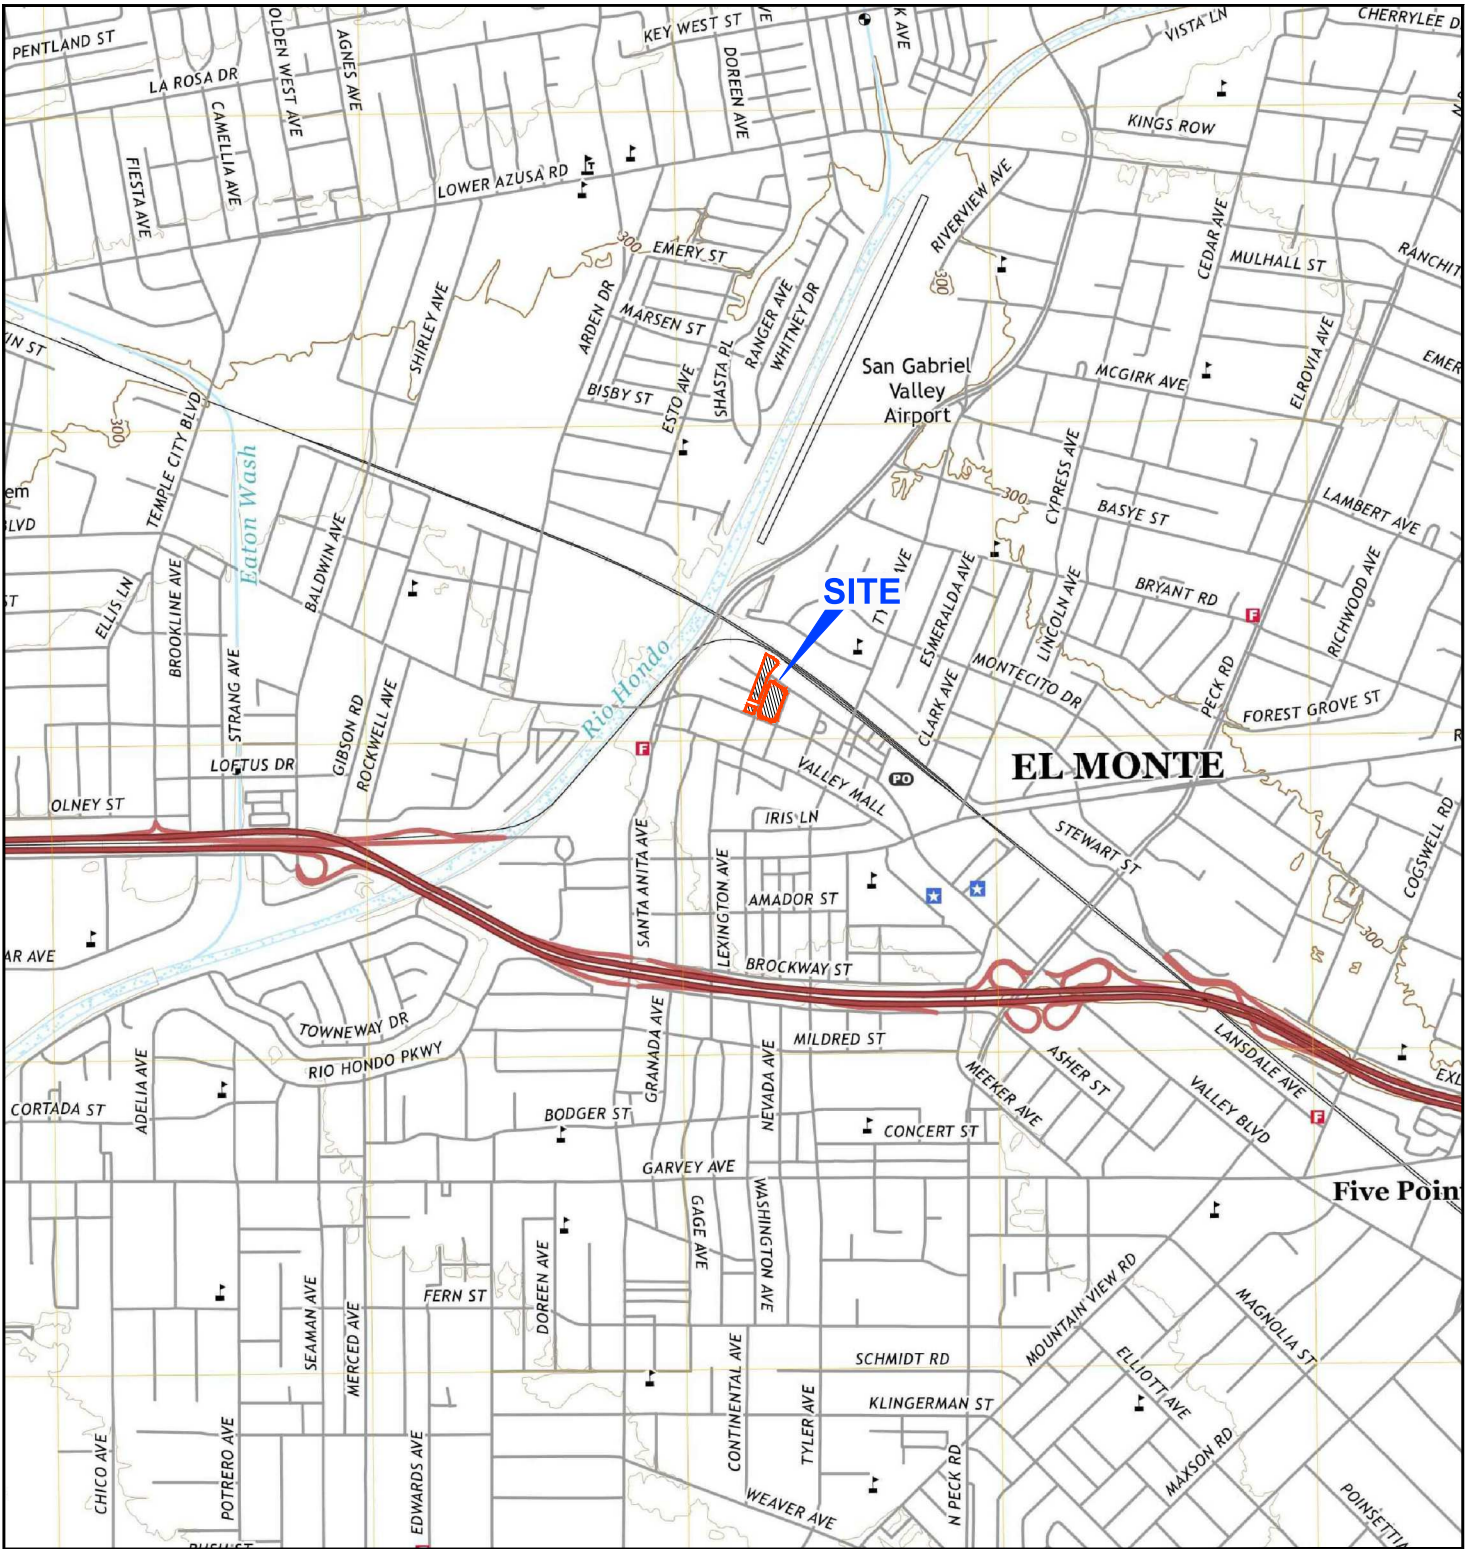 PENTLAND ST
LA ROSA DR
CAMELLIA AVE
AGNES AVE
FIESTA AVE
KEY WEST ST
DOREEN AVE
VISTA LN
KINGS ROW
LOWER AZUSA RD
RIVERVIEW AVE
CEDAR AVE
MULHALL ST
300
EMERY ST
300
SHIRLEY AVE
ARDEN DR
MARSEN ST
RANGER AVE
WHITNEY DR
SHASTA PL
ESTO AVE
BISBY ST
San Gabriel
Valley
Airport
MCGIRK AVE
ELROVIA AVE
300
TEMPLE CITY BLVD
Eaton Wash
CYPRESS AVE
300
BASYE ST
LAMBERT AVE
BLVD
BALDWIN AVE
ELLIS LN
BROOKLINE AVE
SITE
ESMERALDA AVE
LINCOLN AVE
BRYANT RD
F
RICHWOOD AVE
STRANG AVE
Rio Hondo
MONTECITO DR
CLARK AVE
PECK RD
FOREST GROVE ST
GIBSON RD
ROCKWELL AVE
LOFTUS DR
F
VALLEY MALL
PO
EL MONTE
OLNEY ST
IRIS LN
STEWART ST
COGSWELL RD
SANTA ANITA AVE
LEXINGTON AVE
AMADOR ST
300
AR AVE
BROCKWAY ST
TOWNEWAY DR
RIO HONDO PKWY
GRANADA AVE
MILDRED ST
LANSDALE AVE
ADELIA AVE
NEVADA AVE
MEEKER AVE
ASHER ST
VALLEY BLVD
CORTADA ST
BODGER ST
CONCERT ST
F
GARVEY AVE
Five Poin
GAGE AVE
WASHINGTON AVE
DOREEN AVE
FERN ST
SEAMAN AVE
MERCED AVE
MOUNTAIN VIEW RD
MAGNOLIA ST
SCHMIDT RD
ELLIOTT AVE
CONTINENTAL AVE
TYLER AVE
KLINGERMAN ST
CHICO AVE
POTRERO AVE
EDWARDS AVE
N PECK RD
MAXSON RD
WEAVER AVE